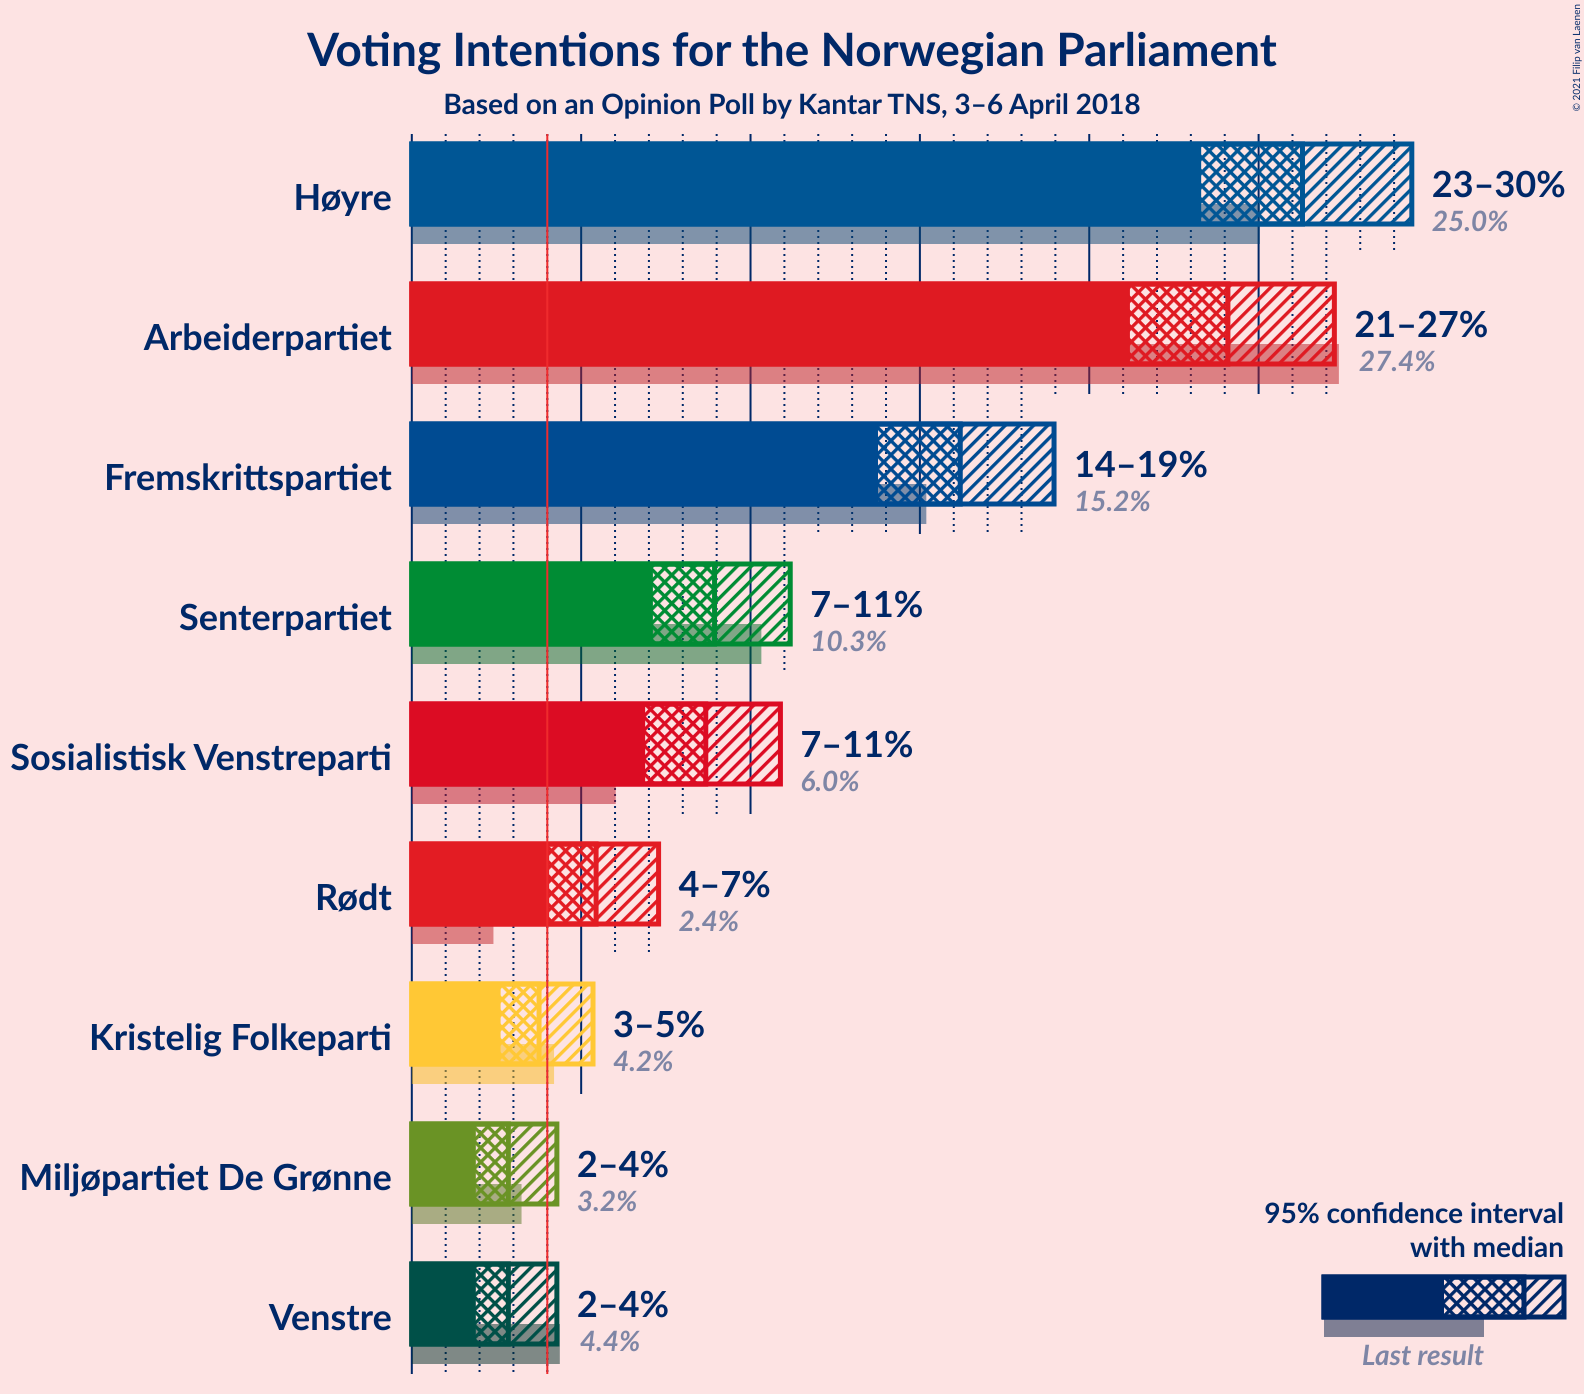 Voting Intentions for the Norwegian Parliament
Based on an Opinion Poll by Kantar TNS, 3–6 April 2018
© 2021 Filip van Laenen
Høyre
23–30%
25.0%
Arbeiderpartiet
21–27%
27.4%
Fremskrittspartiet
14–19%
15.2%
Senterpartiet
7–11%
10.3%
Sosialistisk Venstreparti
7–11%
6.0%
Rødt
4–7%
2.4%
Kristelig Folkeparti
3–5%
4.2%
Miljøpartiet De Grønne
2–4%
3.2%
Venstre
2–4%
4.4%
95% confidence interval
with median
Last result